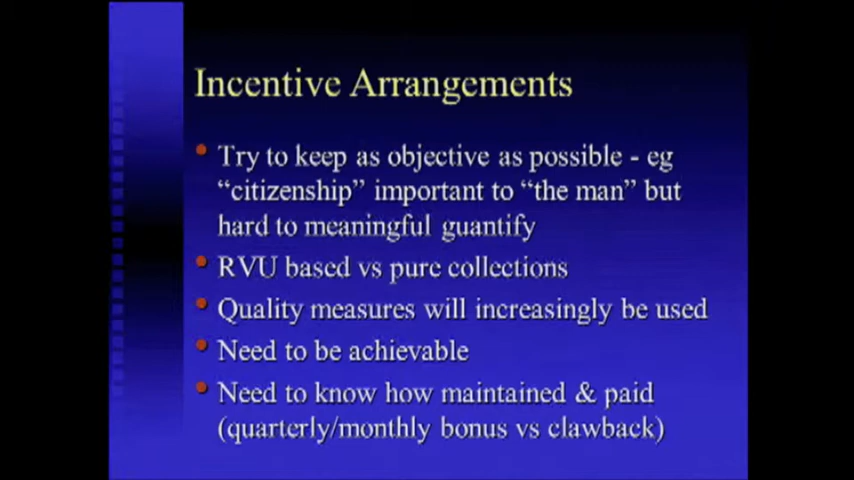 Incentive Arrangements
• Try to keep as objective as possible - eg
"citizenship" important to "the man" but
hard to meaningful guantify
• RVU based vs pure collections
• Quality measures will increasingly be used
• Need to be achievable
• Need to know how maintained & paid
(quarterly/monthly bonus vs clawback)